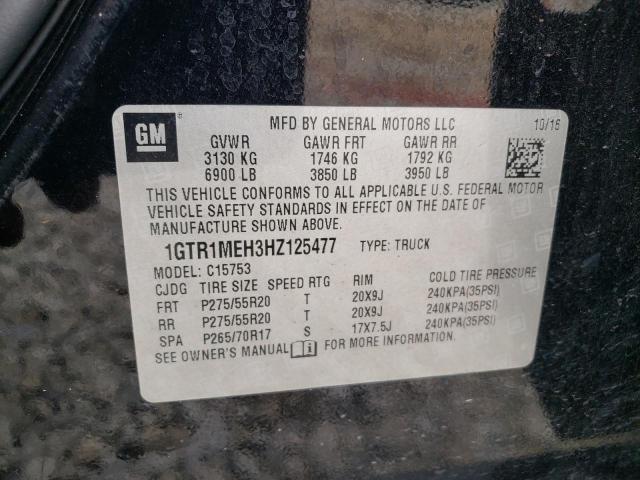 GM
MFD BY GENERAL MOTORS LLC 10/16
GVWR GAWR FRT GAWR RR
3130 KG 1746 KG 1792 KG
6900 LB 3850 LB 3950 LB
THIS VEHICLE CONFORMS TO ALL APPLICABLE U.S. FEDERAL MOTOR
VEHICLE SAFETY STANDARDS IN EFFECT ON THE DATE OF
MANUFACTURE SHOWN ABOVE.
1GTR1MEH3HZ125477 TYPE: TRUCK
MODEL: C15753
CJDG TIRE SIZE SPEED RTG RIM COLD TIRE PRESSURE
FRT P275/55R20 T 20X9J 240KPA(35PSI)
RR P275/55R20 T 20X9J 240KPA(35PSI)
SPA P265/70R17 S 17X7.5J 240KPA(35PSI)
SEE OWNER'S MANUAL FOR MORE INFORMATION.